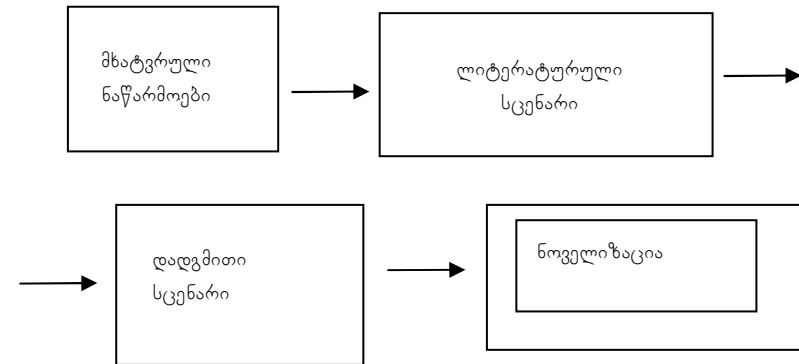 მხატვრული
ნაწარმოები
ლიტერატურული
სცენარი
დადგმითი
სცენარი
ნოველიზაცია